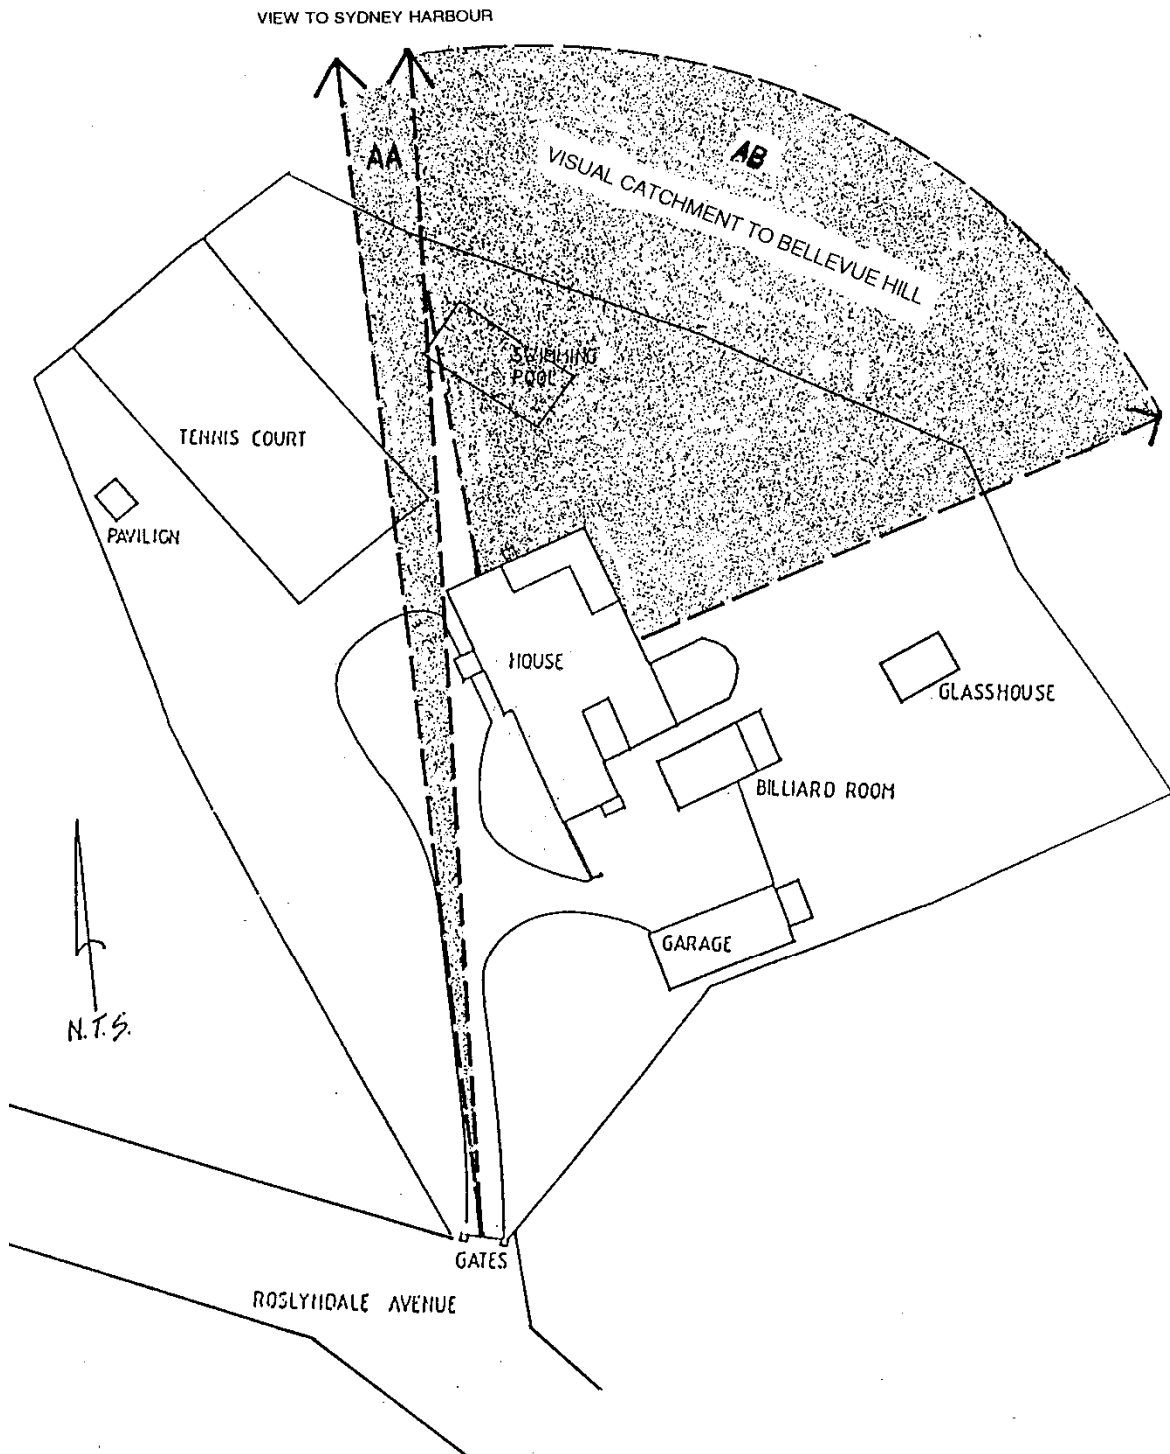 VIEW TO SYDNEY HARBOUR
AA
AB
VISUAL CATCHMENT TO BELLEVUE HILL
SWIMMING
POOL
TENNIS COURT
PAVILION
HOUSE
GLASSHOUSE
BILLIARD ROOM
GARAGE
N.T.S.
GATES
ROSLYNDALE AVENUE